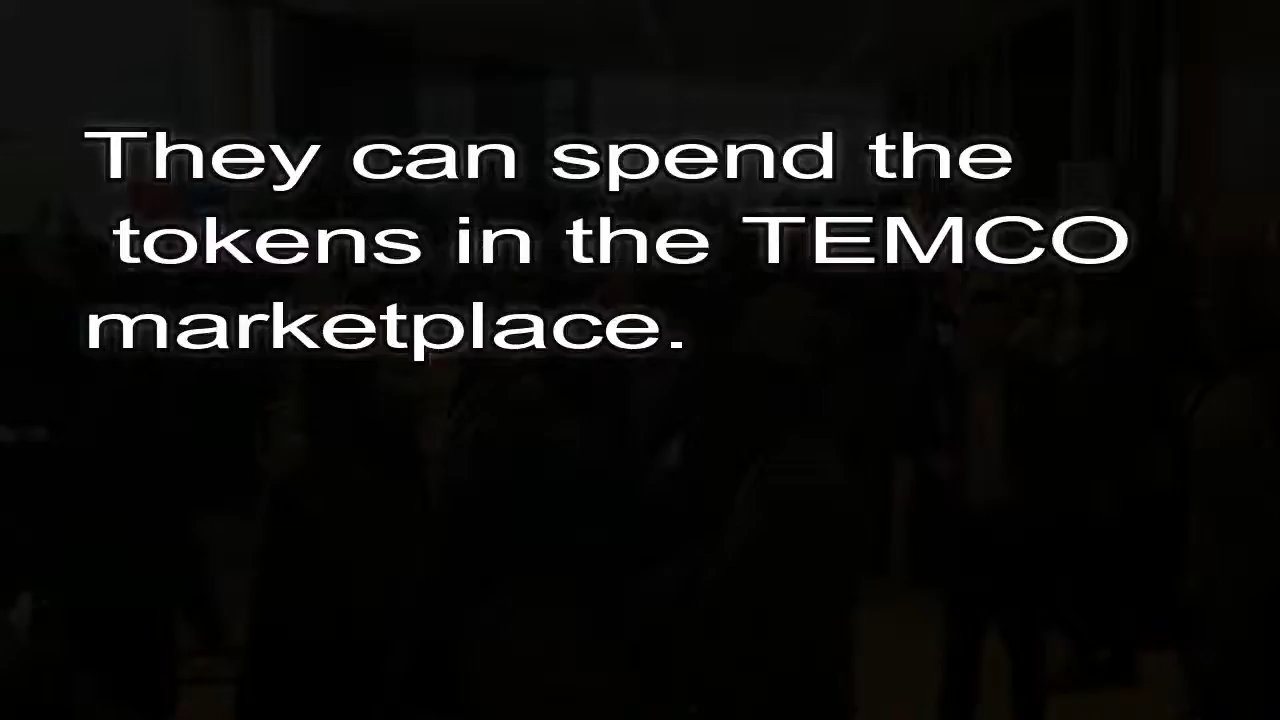 They can spend the
tokens in the TEMCO
marketplace.